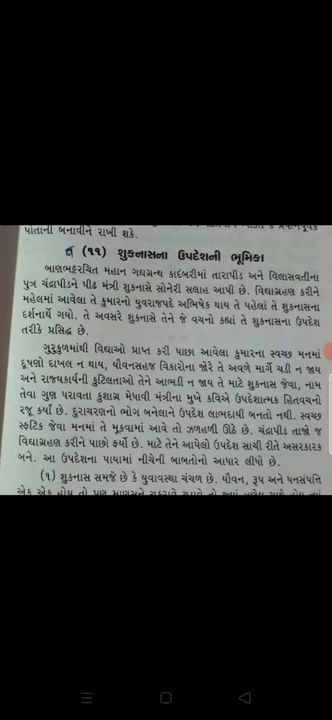 પોતાની બનાવીને રાખી શકે.
(૧૧) શુકનાસના ઉપદેશની ભૂમિકા
બાણભટ્ટરચિત મહાન ગદ્યગ્રન્થ કાદંબરીમાં તારાપીડ અને વિલાસવતીના
પુત્ર ચંદ્રાપીડને પીઢ મંત્રી શુકનાસે સોનેરી સલાહ આપી છે. વિદ્યાગ્રહણ કરીને
મહેલમાં આવેલા તે કુમારનો યુવરાજપદે અભિષેક થાય તે પહેલાં તે શુકનાસના
દર્શનાર્થે ગયો. તે અવસરે શુકનાસે તેને જે વચનો કહ્યાં તે શુકનાસના ઉપદેશ
તરીકે પ્રસિદ્ધ છે.
ગુરુકુળમાંથી વિદ્યાઓ પ્રાપ્ત કરી પાછા આવેલા કુમારના સ્વચ્છ મનમાં
દૂષણો દાખલ ન થાય, યૌવનસહજ વિકારોના જોરે તે અવળે માર્ગે ચડી ન જાય
અને રાજ્યકાર્યની કુટિલતાઓ તેને આભડી ન જાય તે માટે શુકનાસ જેવા, નામ
તેવા ગુણ ધરાવતા કુશાગ્ર મેધાવી મંત્રીના મુખે કવિએ ઉપદેશાત્મક હિતવચનો
રજૂ કર્યાં છે. દુરાચરણનો ભોગ બનેલાને ઉપદેશ લાભદાયી બનતો નથી. સ્વચ્છ
સ્ફટિક જેવા મનમાં તે મૂકવામાં આવે તો ઝળહળી ઊઠે છે. ચંદ્રાપીડ તાજો જ
વિદ્યાગ્રહણ કરીને પાછો ફર્યો છે. માટે તેને આપેલો ઉપદેશ સાચી રીતે અસરકારક
બને. આ ઉપદેશના પાયામાં નીચેની બાબતોનો આધાર લીધો છે.
(૧) શુકનાસ સમજે છે કે યુવાવસ્થા ચંચળ છે. યૌવન, રૂપ અને ધનસંપત્તિ
એક એક હોય તો પણ માણસને